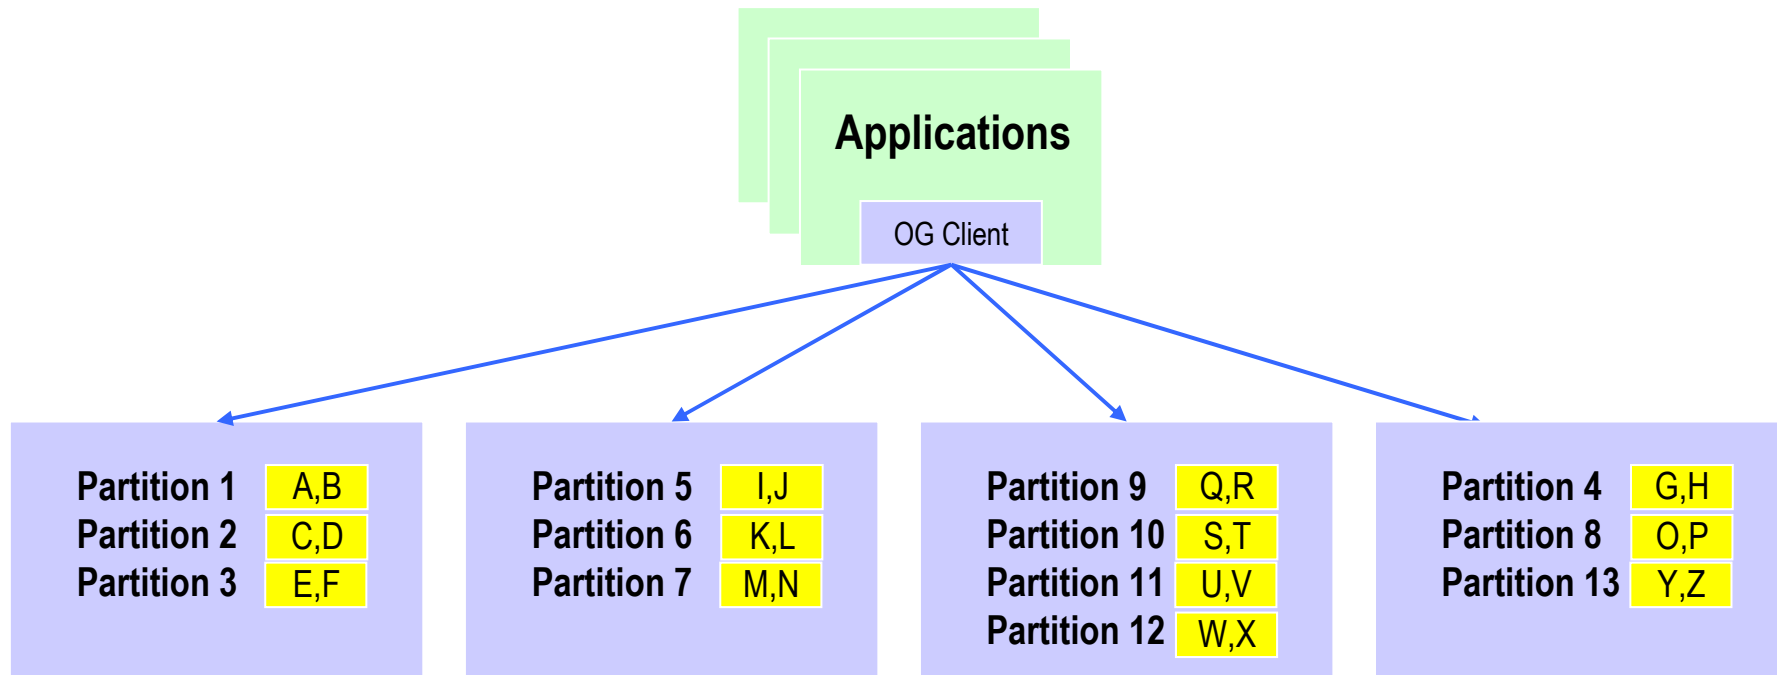 Applications
OG Client
Partition 1 A,B
Partition 2 C,D
Partition 3 E,F
Partition 5 I,J
Partition 6 K,L
Partition 7 M,N
Partition 9 Q,R
Partition 10 S,T
Partition 11 U,V
Partition 12 W,X
Partition 4 G,H
Partition 8 O,P
Partition 13 Y,Z